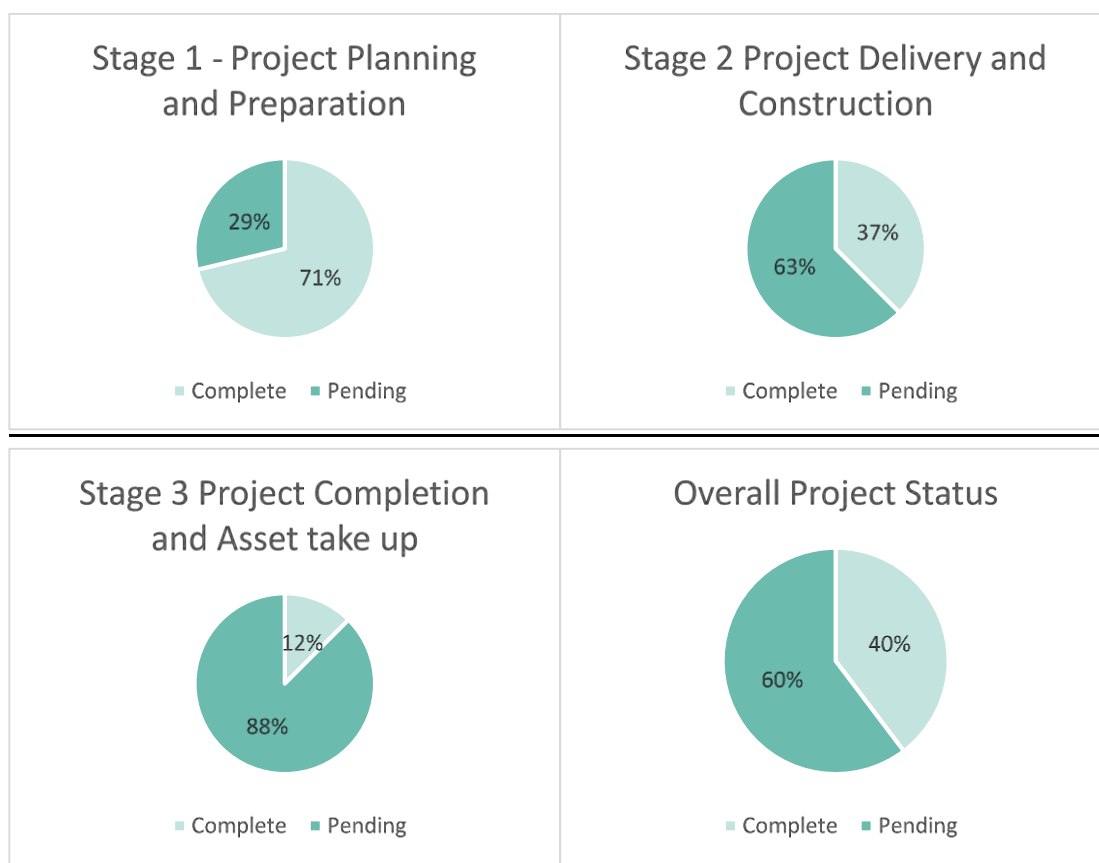 Stage 1 - Project Planning
and Preparation
29%
71%
Complete Pending
Stage 2 Project Delivery and
Construction
37%
63%
Complete Pending
Stage 3 Project Completion
and Asset take up
12%
88%
Complete Pending
Overall Project Status
40%
60%
Complete Pending